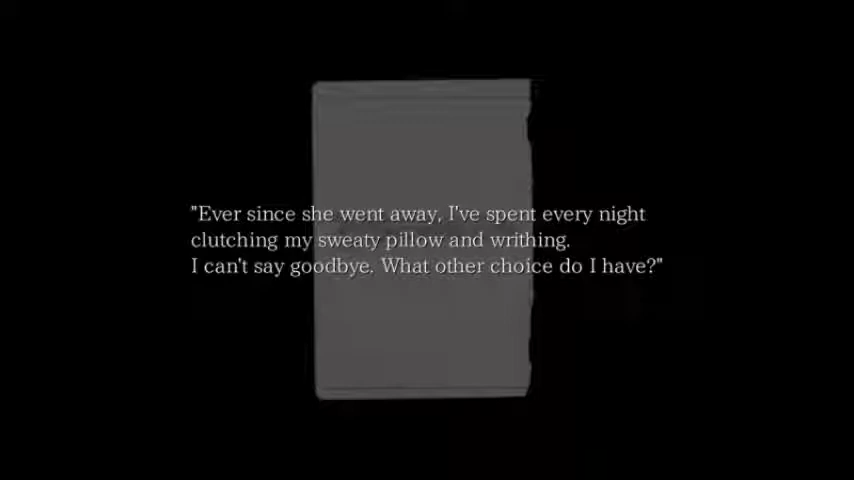 "Ever since she went away, I've spent every night
clutching my sweaty pillow and writhing.
I can't say goodbye. What other choice do I have?"